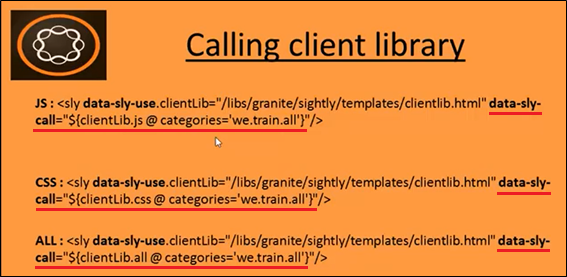 Calling client library
JS : <sly data-sly-use.clientLib="/libs/granite/sightly/templates/clientlib.html" data-sly-
call="${clientLib.js @ categories='we.train.all'}"/>
CSS : <sly data-sly-use.clientLib="/libs/granite/sightly/templates/clientlib.html" data-sly-
call="${clientLib.css @ categories='we.train.all'}"/>
ALL : <sly data-sly-use.clientLib="/libs/granite/sightly/templates/clientlib.html" data-sly-
call="${clientLib.all @ categories='we.train.all'}"/>